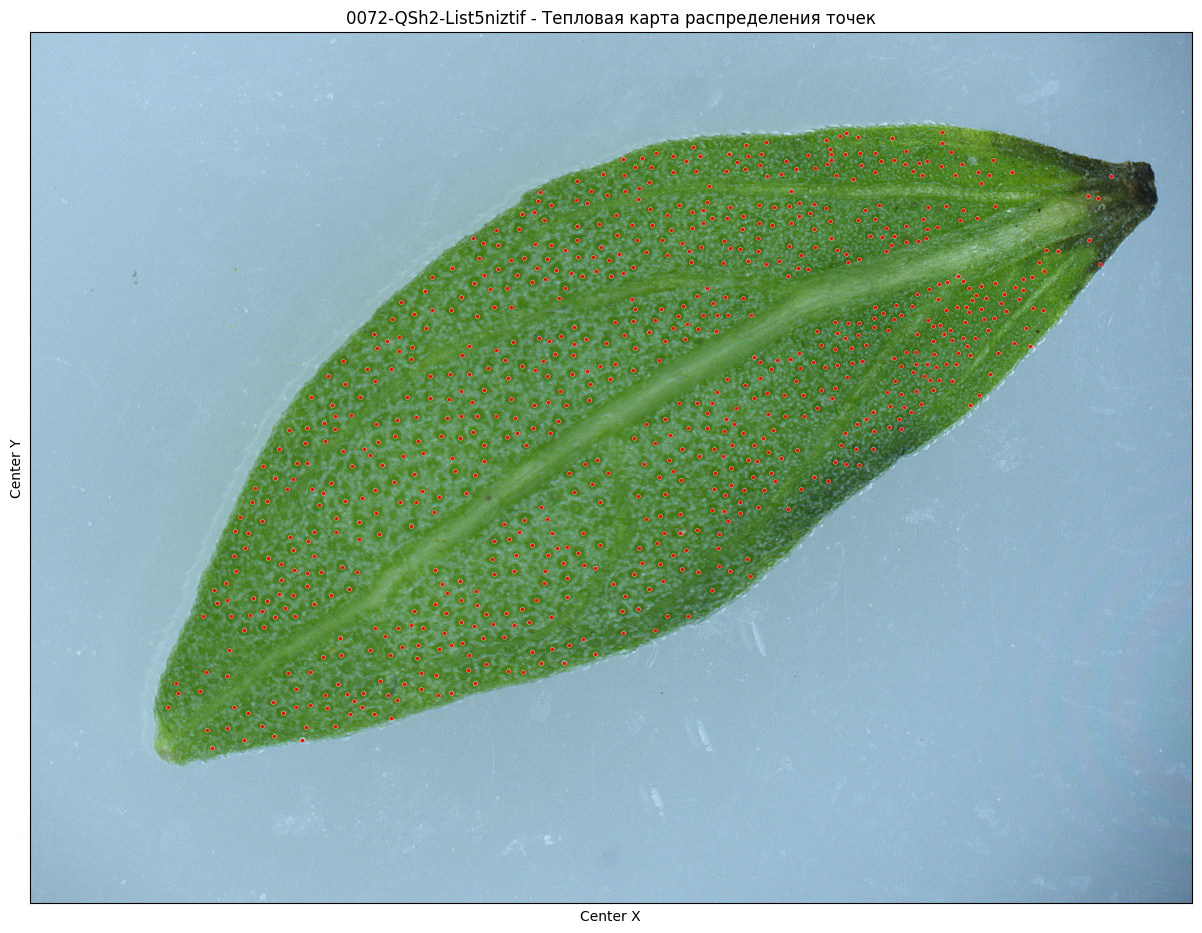 0072-QSh2-List5niztif - Тепловая карта распределения точек
Center Y
Center X